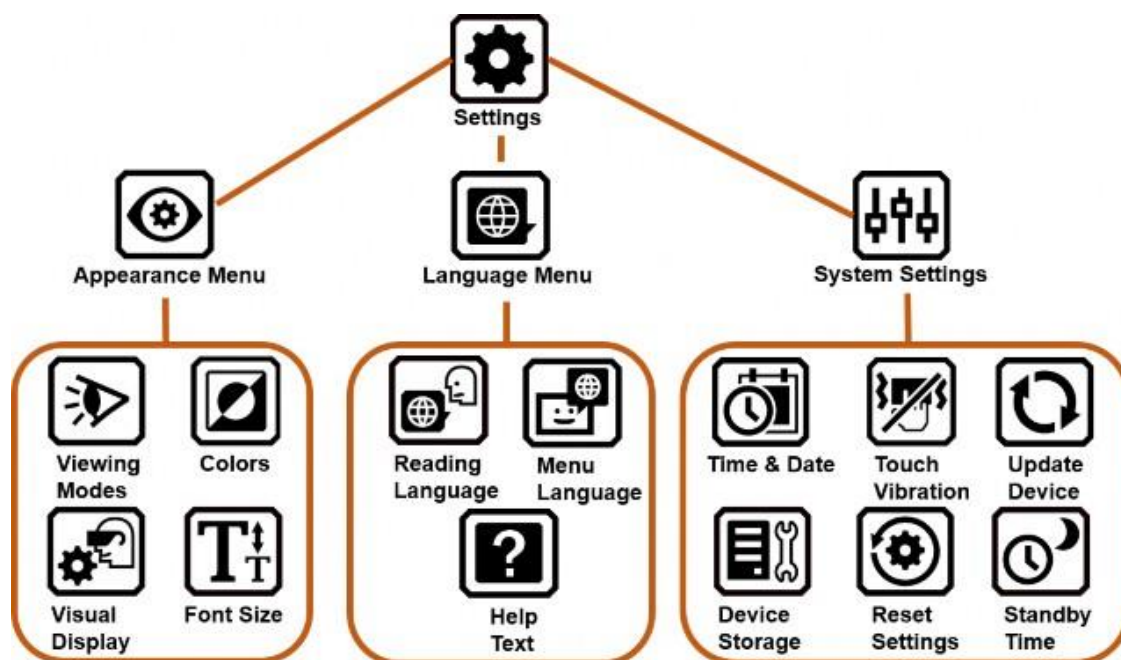 Settings
Appearance Menu
Language Menu
System Settings
Viewing
Modes
Colors
Visual
Display
Font Size
Reading
Language
Menu
Language
Help
Text
Time & Date
Touch
Vibration
Update
Device
Device
Storage
Reset
Settings
Standby
Time